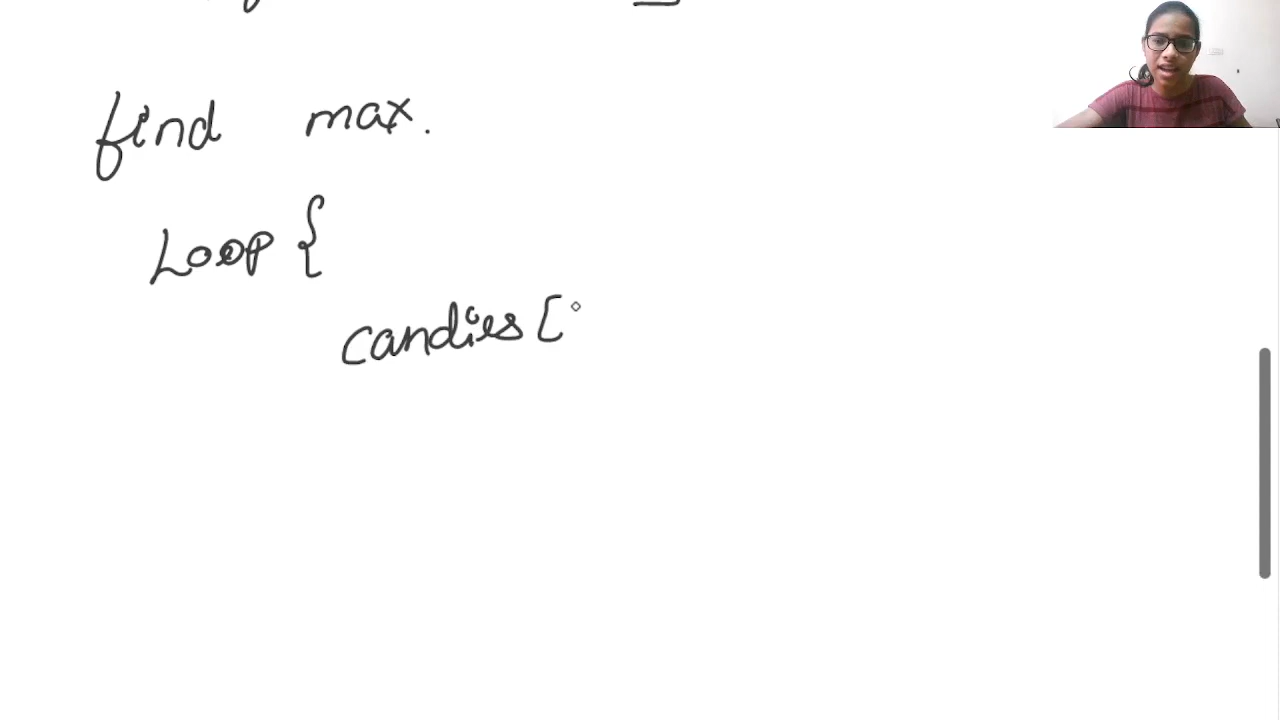 find max.
Loop {
candies [